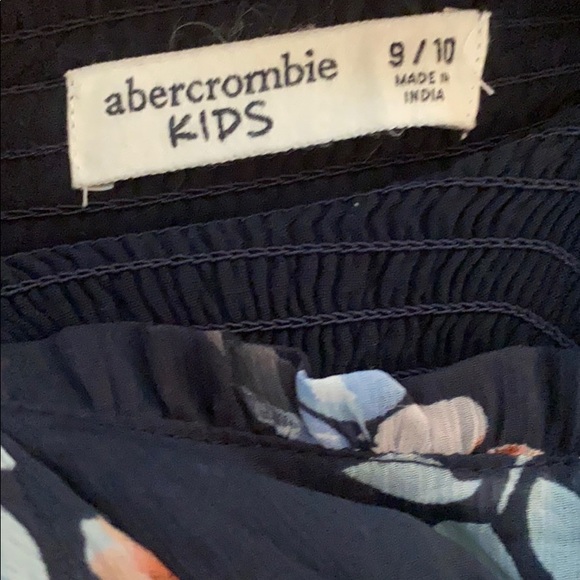 abercrombie
KIDS
9 / 10
MADE IN
INDIA